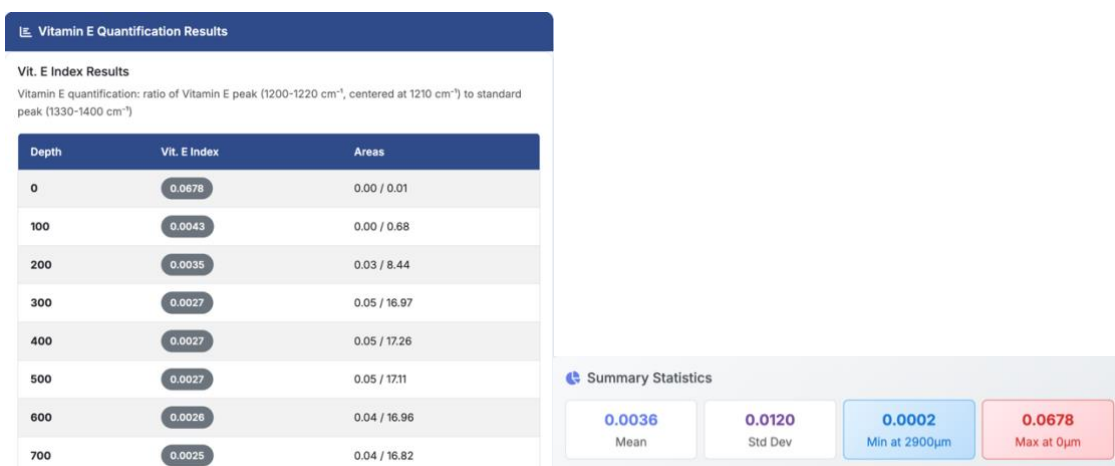 Vitamin E Quantification Results
Vit. E Index Results
Vitamin E quantification: ratio of Vitamin E peak (1200-1220 cm⁻¹, centered at 1210 cm⁻¹) to standard
peak (1330-1400 cm⁻¹)
Depth Vit. E Index Areas
0 0.0678 0.00 / 0.01
100 0.0043 0.00 / 0.68
200 0.0035 0.03 / 8.44
300 0.0027 0.05 / 16.97
400 0.0027 0.05 / 17.26
500 0.0027 0.05 / 17.11
600 0.0026 0.04 / 16.96
700 0.0025 0.04 / 16.82
Summary Statistics
0.0036 0.0120 0.0002 0.0678
Mean Std Dev Min at 2900μm Max at 0μm